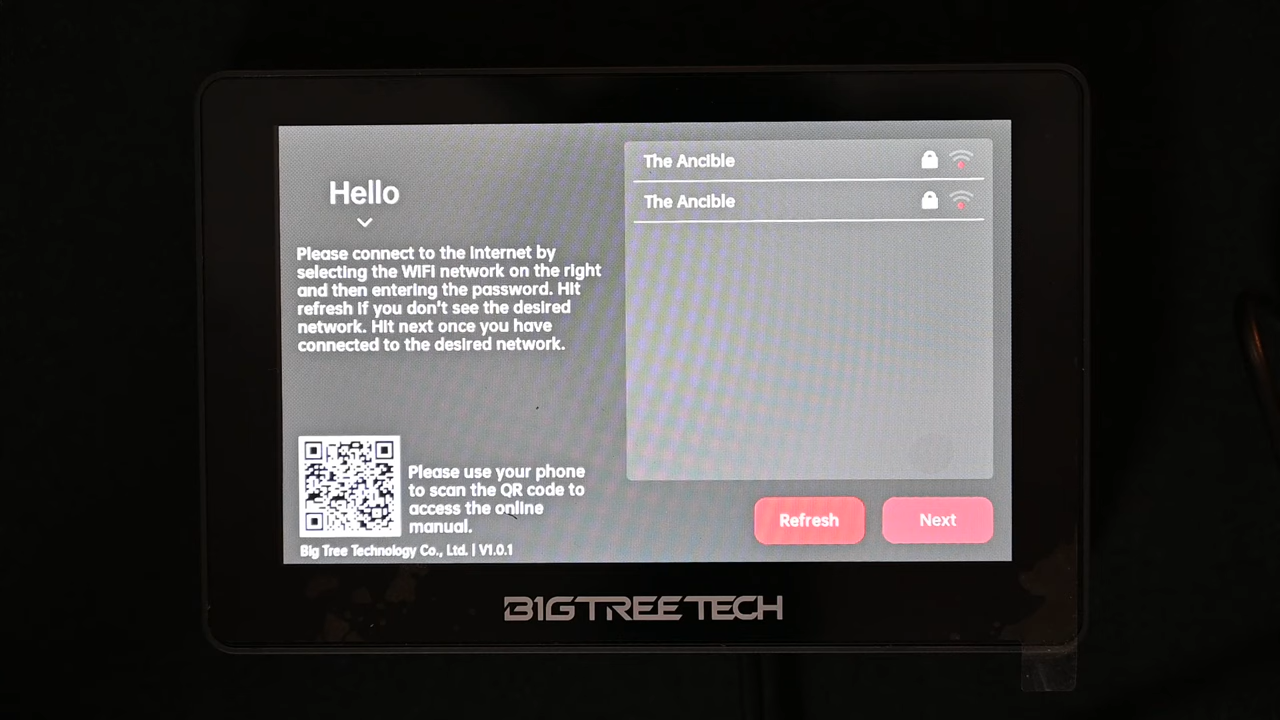 Hello
Please connect to the internet by
selecting the WiFi network on the right
and then entering the password. Hit
refresh if you don't see the desired
network. Hit next once you have
connected to the desired network.
Please use your phone
to scan the QR code to
access the online
manual.
Big Tree Technology Co., Ltd. | V1.0.1
The Ancible
The Ancible
Refresh
Next
BIGTREETECH